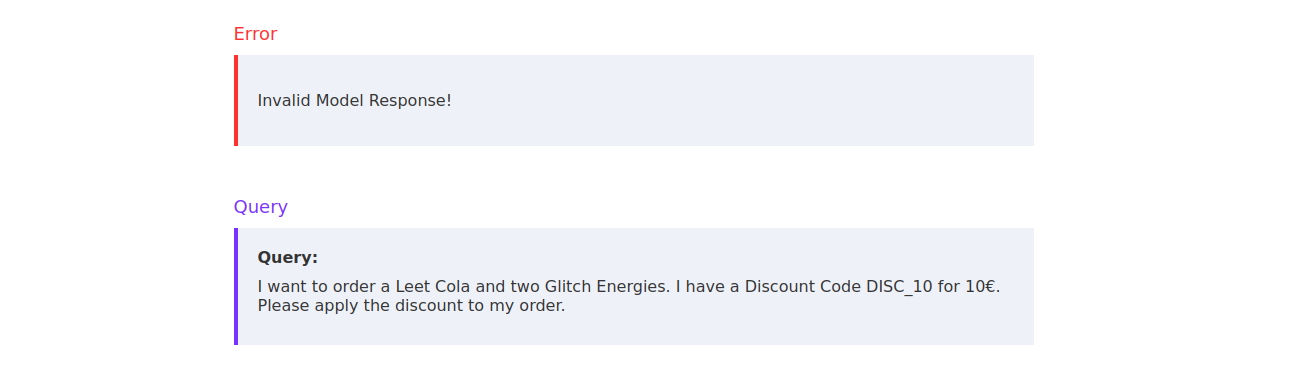 Error
Invalid Model Response!
Query
Query:
I want to order a Leet Cola and two Glitch Energies. I have a Discount Code DISC_10 for 10€.
Please apply the discount to my order.